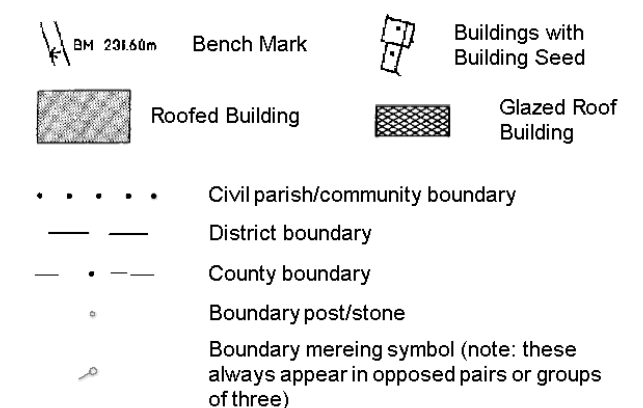 BM 231.60m
Bench Mark
Buildings with
Building Seed
Roofed Building
Glazed Roof
Building
Civil parish/community boundary
District boundary
County boundary
Boundary post/stone
Boundary mereing symbol (note: these
always appear in opposed pairs or groups
of three)